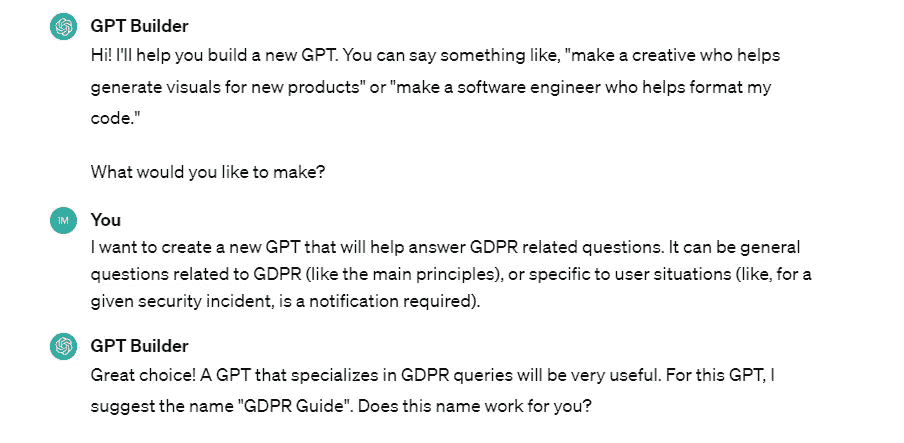 GPT Builder
Hi! I'll help you build a new GPT. You can say something like, "make a creative who helps
generate visuals for new products" or "make a software engineer who helps format my
code."
What would you like to make?
1M
You
I want to create a new GPT that will help answer GDPR related questions. It can be general
questions related to GDPR (like the main principles), or specific to user situations (like, for a
given security incident, is a notification required).
GPT Builder
Great choice! A GPT that specializes in GDPR queries will be very useful. For this GPT, I
suggest the name "GDPR Guide". Does this name work for you?